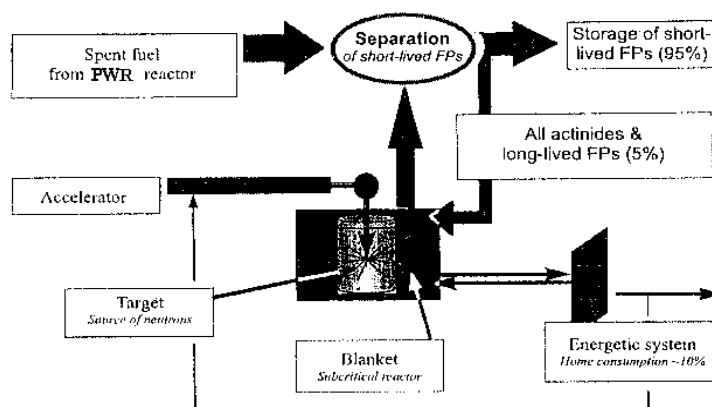 Spent fuel
from PWR reactor
Separation
of short-lived FPs
Storage of short-
lived FPs (95%)
All actinides &
long-lived FPs (5%)
Accelerator
Target
Source of neutrons
Blanket
Subcritical reactor
Energetic system
Home consumption ~10%